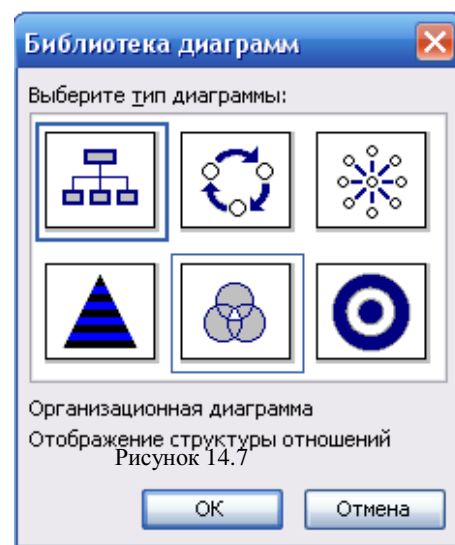 Библиотека диаграмм
Выберите тип диаграммы:
Организационная диаграмма
Отображение структуры отношений
Рисунок 14.7
ОК
Отмена